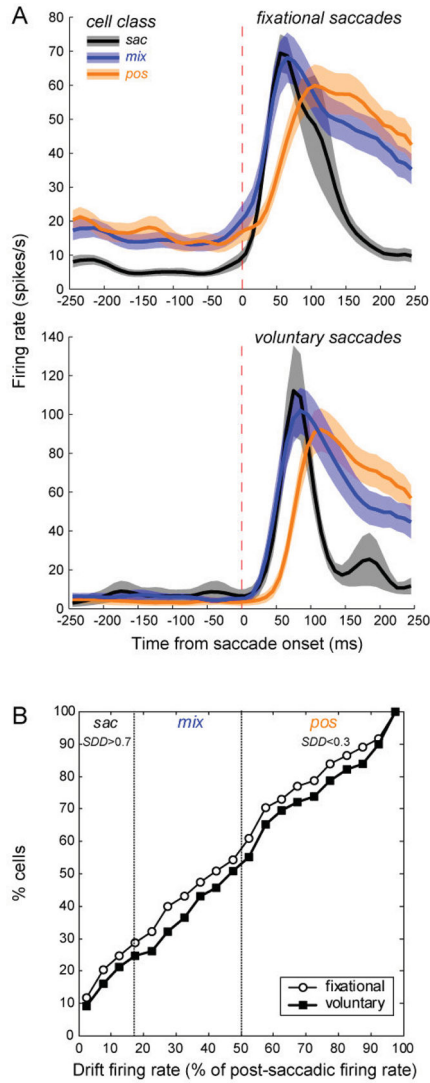 A
cell class
sac
mix
pos
fixational saccades
80
70
60
50
40
30
20
10
0
-250 -200 -150 -100 -50 0 50 100 150 200 250
Firing rate (spikes/s)
voluntary saccades
140
120
100
80
60
40
20
0
-250 -200 -150 -100 -50 0 50 100 150 200 250
Time from saccade onset (ms)
B
sac
SDD>0.7
mix
pos
SDD<0.3
100
90
80
70
60
50
40
30
20
10
% cells
fixational
voluntary
0 10 20 30 40 50 60 70 80 90 100
Drift firing rate (% of post-saccadic firing rate)